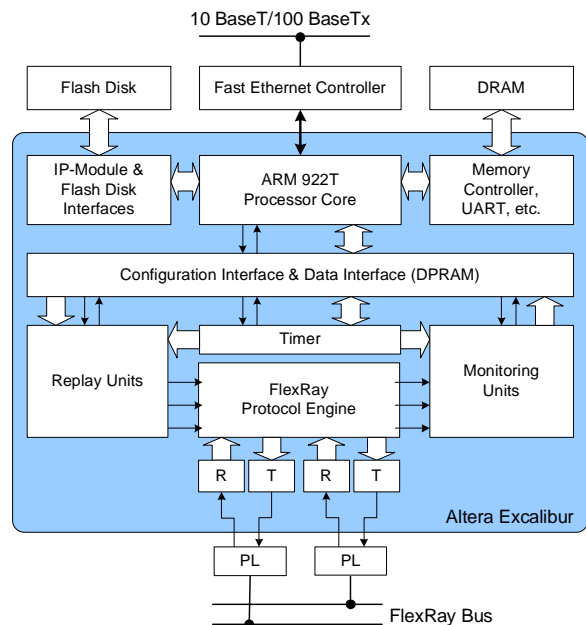 10 BaseT/100 BaseTx
Flash Disk
Fast Ethernet Controller
DRAM
IP-Module &
Flash Disk
Interfaces
ARM 922T
Processor Core
Memory
Controller,
UART, etc.
Configuration Interface & Data Interface (DPRAM)
Replay Units
Timer
Monitoring
Units
FlexRay
Protocol Engine
R
T
R
T
Altera Excalibur
PL
PL
FlexRay Bus